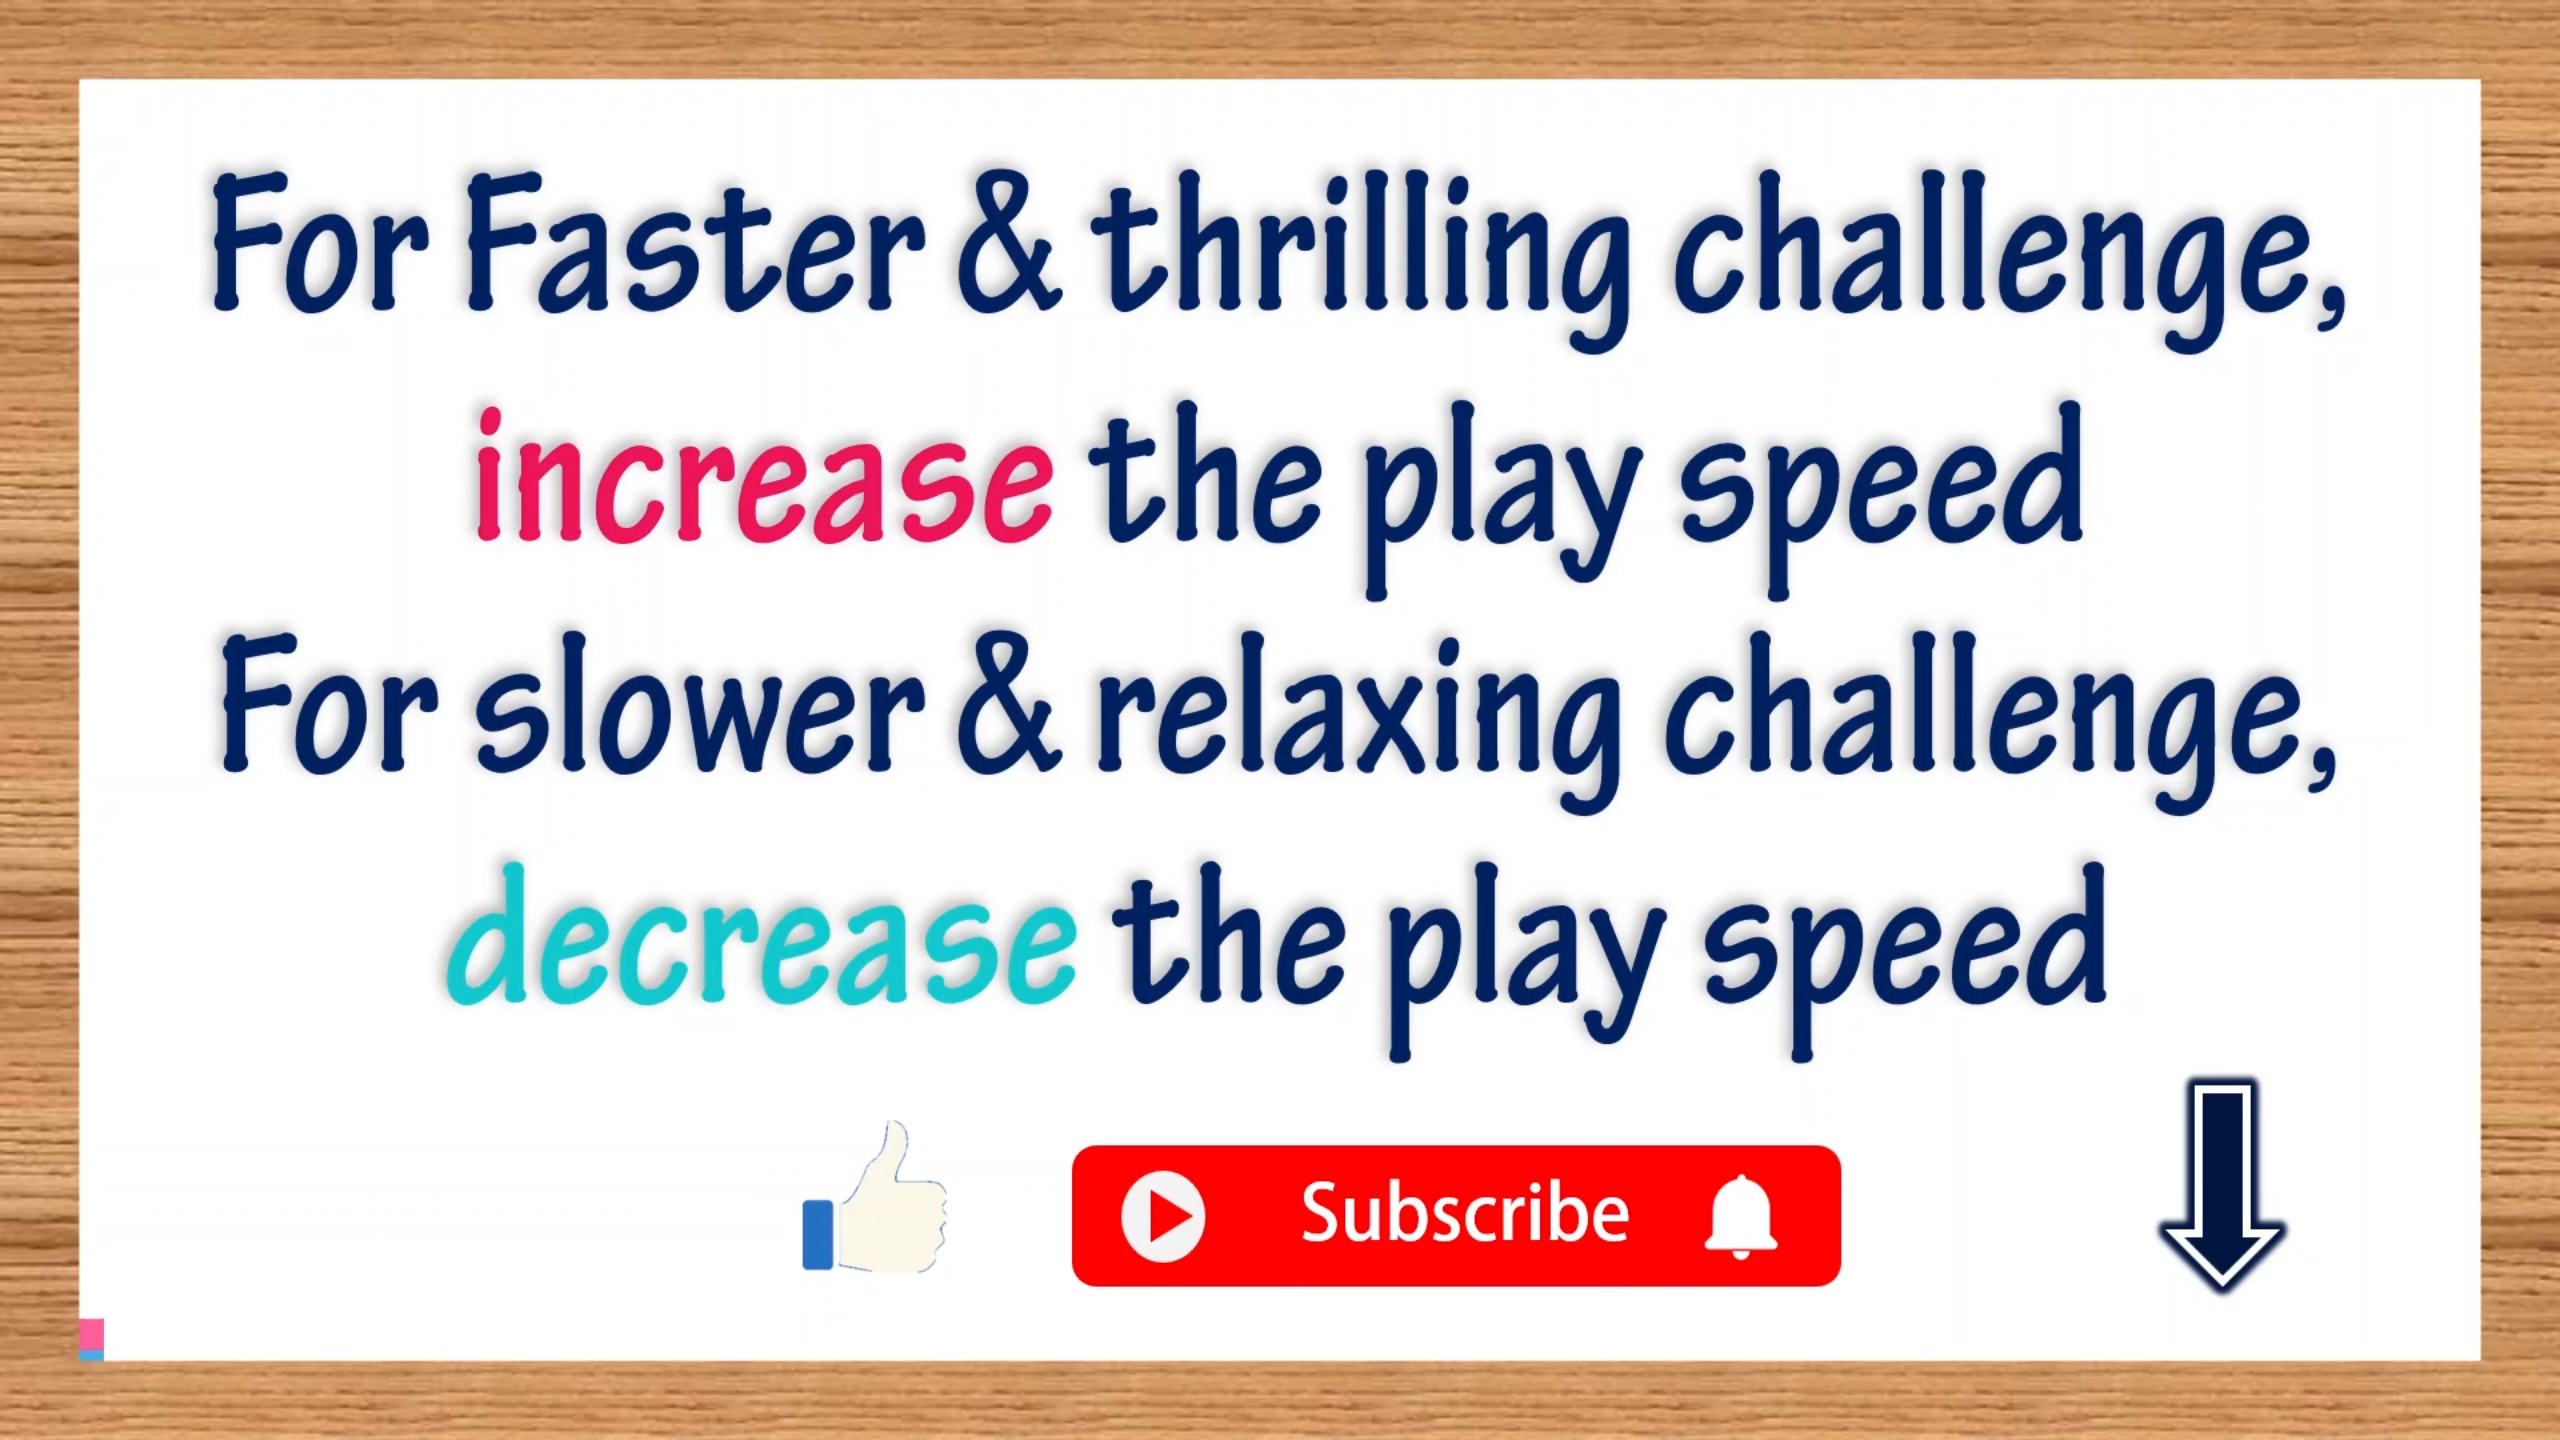 For Faster & thrilling challenge,
increase the play speed
For slower & relaxing challenge,
decrease the play speed
Subscribe